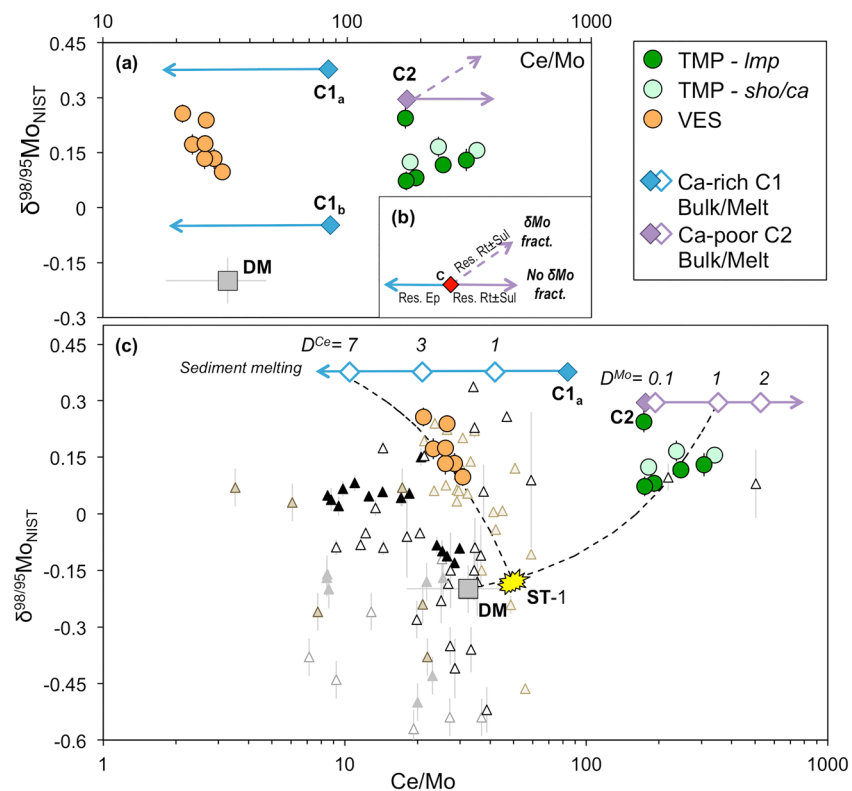 10 100 1000
0.45
0.3
0.15
0
-0.15
-0.3
δ98/95MoNIST
(a)
Ce/Mo
C1a
C2
C1b
DM
(b)
δMo
fract.
Res. Rt±Sul
C
No δMo
fract.
Res. Ep
Res. Rt±Sul
TMP - lmp
TMP - sho/ca
VES
Ca-rich C1
Bulk/Melt
Ca-poor C2
Bulk/Melt
(c)
0.45
0.3
0.15
0
-0.15
-0.3
-0.45
-0.6
δ98/95MoNIST
DCe= 7 3 1
Sediment melting
C1a
DMo= 0.1 1 2
C2
DM
ST-1
1 10 100 1000
Ce/Mo